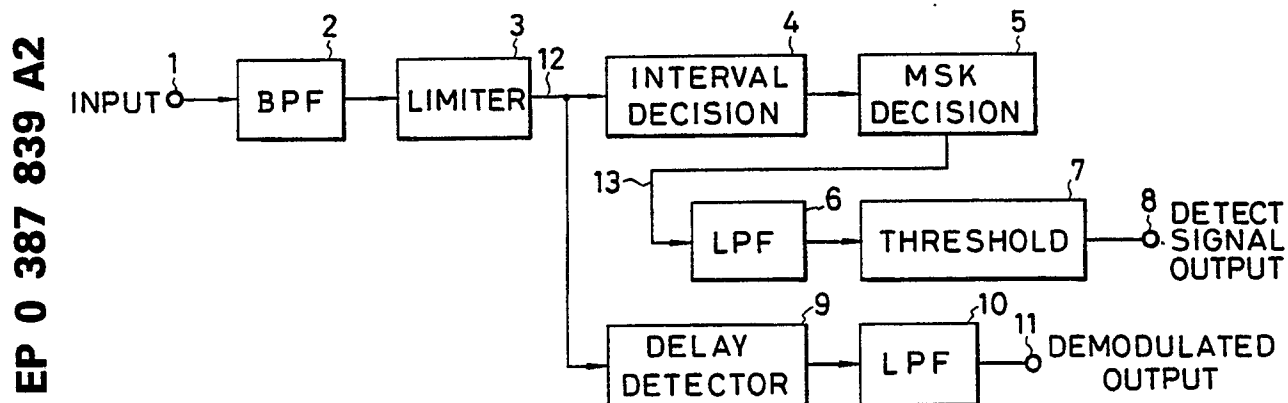 EP 0 387 839 A2
1
2
3
12
4
5
INPUT
BPF
LIMITER
INTERVAL
DECISION
MSK
DECISION
13
6
7
8
LPF
THRESHOLD
DETECT
SIGNAL
OUTPUT
9
10
11
DELAY
DETECTOR
LPF
DEMODULATED
OUTPUT